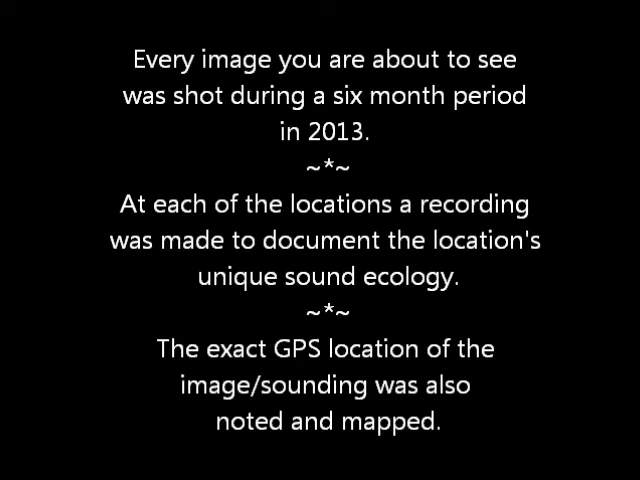 Every image you are about to see
was shot during a six month period
in 2013.
~*~
At each of the locations a recording
was made to document the location's
unique sound ecology.
~*~
The exact GPS location of the
image/sounding was also
noted and mapped.